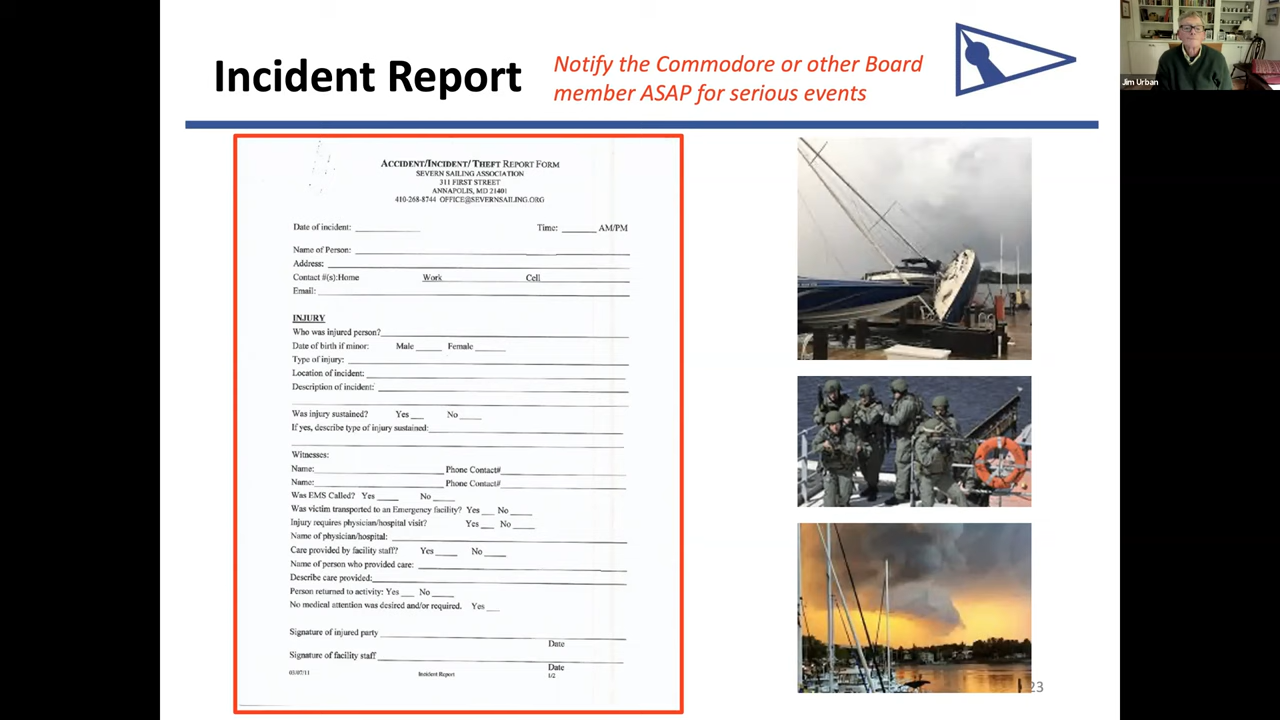 Incident Report
Notify the Commodore or other Board
member ASAP for serious events
Jim Urban
ACCIDENT/INCIDENT/ THEFT REPORT FORM
SEVERN SAILING ASSOCIATION
311 FIRST STREET
ANNAPOLIS, MD 21401
410-268-8744 OFFICE@SEVERNSAILING.ORG
Date of incident: Time: AM/PM
Name of Person:
Address:
Contact #(s):Home Work Cell
Email:
INJURY
Who was injured person?
Date of birth if minor: Male Female
Type of injury:
Location of incident:
Description of incident:
Was injury sustained? Yes No
If yes, describe type of injury sustained:
Witnesses:
Name: Phone Contact#
Name: Phone Contact#
Was EMS Called? Yes No
Was victim transported to an Emergency facility? Yes No
Injury requires physician/hospital visit? Yes No
Name of physician/hospital:
Care provided by facility staff? Yes No
Name of person who provided care:
Describe care provided:
Person returned to activity: Yes No
No medical attention was desired and/or required. Yes
Signature of injured party
Date
Signature of facility staff
Date
03/07/11 Incident Report 1/2
23